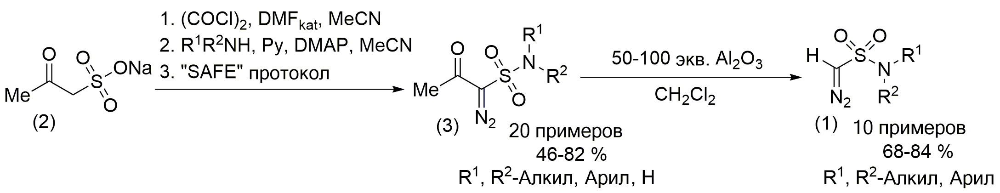 1. (COCl)2, DMFkat, MeCN
2. R1R2NH, Py, DMAP, MeCN
3. "SAFE" протокол
O
Me
O
S
ONa
O
(2)
O
Me
O
S
O
N
R1
R2
N2
(3)
20 примеров
46-82 %
R1, R2-Алкил, Арил, H
50-100 экв. Al2O3
CH2Cl2
O
O
H
S
N
R1
R2
N2
(1)
10 примеров
68-84 %
R1, R2-Алкил, Арил